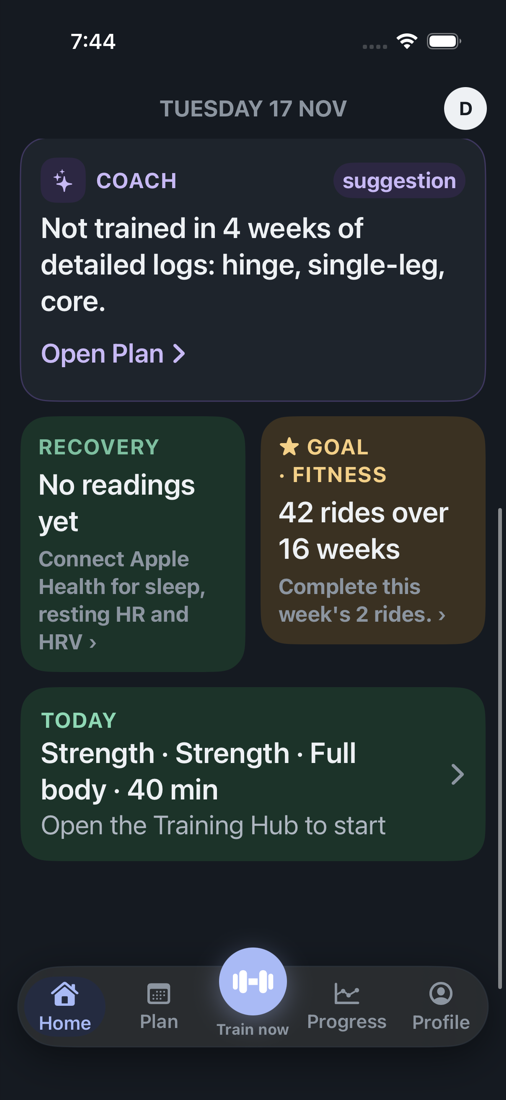 7:44
TUESDAY 17 NOV
D
COACH
suggestion
Not trained in 4 weeks of
detailed logs: hinge, single-leg,
core.
Open Plan
RECOVERY
No readings
yet
Connect Apple
Health for sleep,
resting HR and
HRV ›
GOAL
· FITNESS
42 rides over
16 weeks
Complete this
week's 2 rides. ›
TODAY
Strength · Strength · Full
body · 40 min
Open the Training Hub to start
Home
Plan
Train now
Progress
Profile